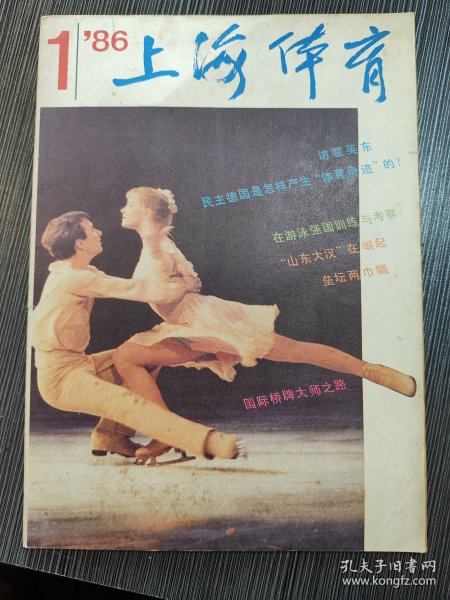 1 '86 上海体育
访霍英东
民主德国是怎样产生“体育奇迹”的？
在游泳强国训练与考察
“山东大汉”在崛起
垒坛两巾帼
国际桥牌大师之路
孔夫子旧书网
www.kongfz.com